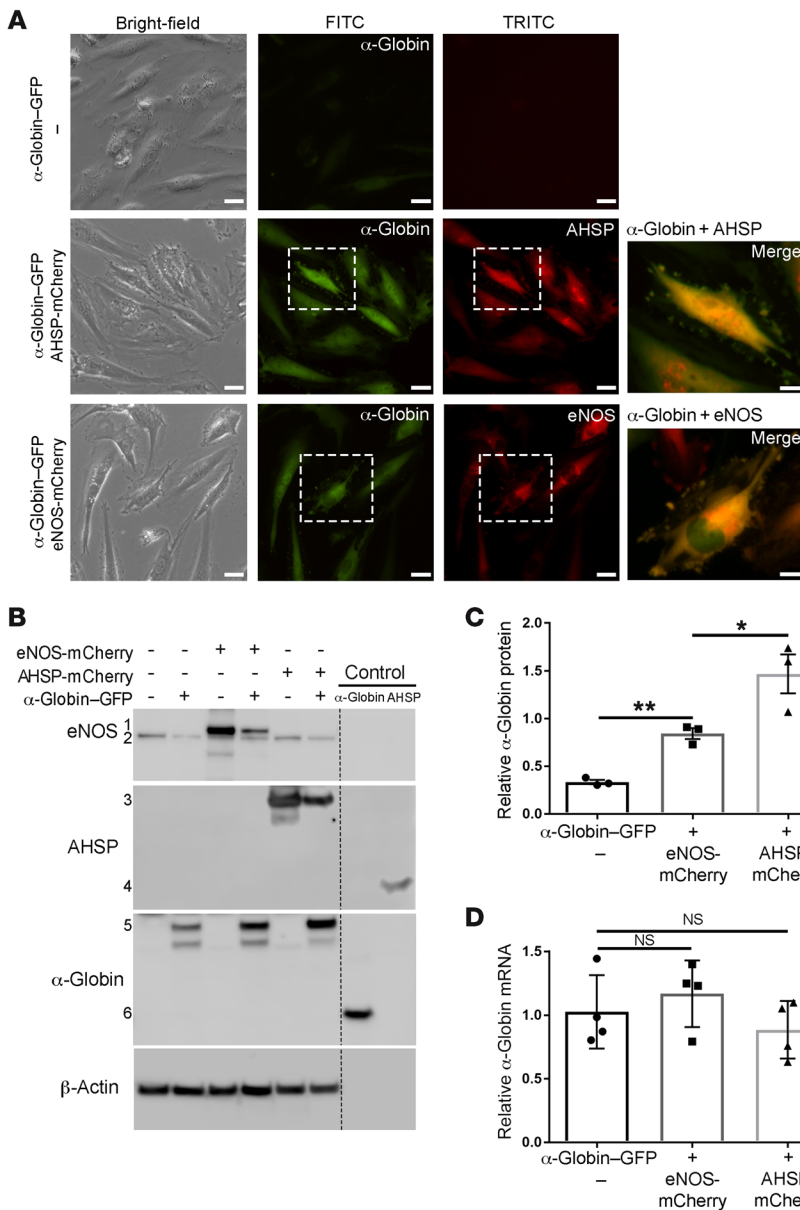 A
Bright-field FITC TRITC
α-Globin–GFP
–
α-Globin
α-Globin–GFP
AHSP-mCherry
α-Globin
AHSP
α-Globin + AHSP
Merge
α-Globin–GFP
eNOS-mCherry
α-Globin
eNOS
α-Globin + eNOS
Merge
B
eNOS-mCherry - - + + - -
AHSP-mCherry - - - - + + Control
α-Globin–GFP - + - + - + α-Globin AHSP
eNOS 1
2
3
AHSP
4
5
α-Globin
6
β-Actin
C
Relative α-Globin protein
2.0
1.5
1.0
0.5
0.0
**
*
α-Globin–GFP + +
– eNOS- AHSP
mCherry mChe
D
Relative α-Globin mRNA
1.5
1.0
0.5
0.0
NS
NS
α-Globin–GFP + +
– eNOS- AHSP
mCherry mChe